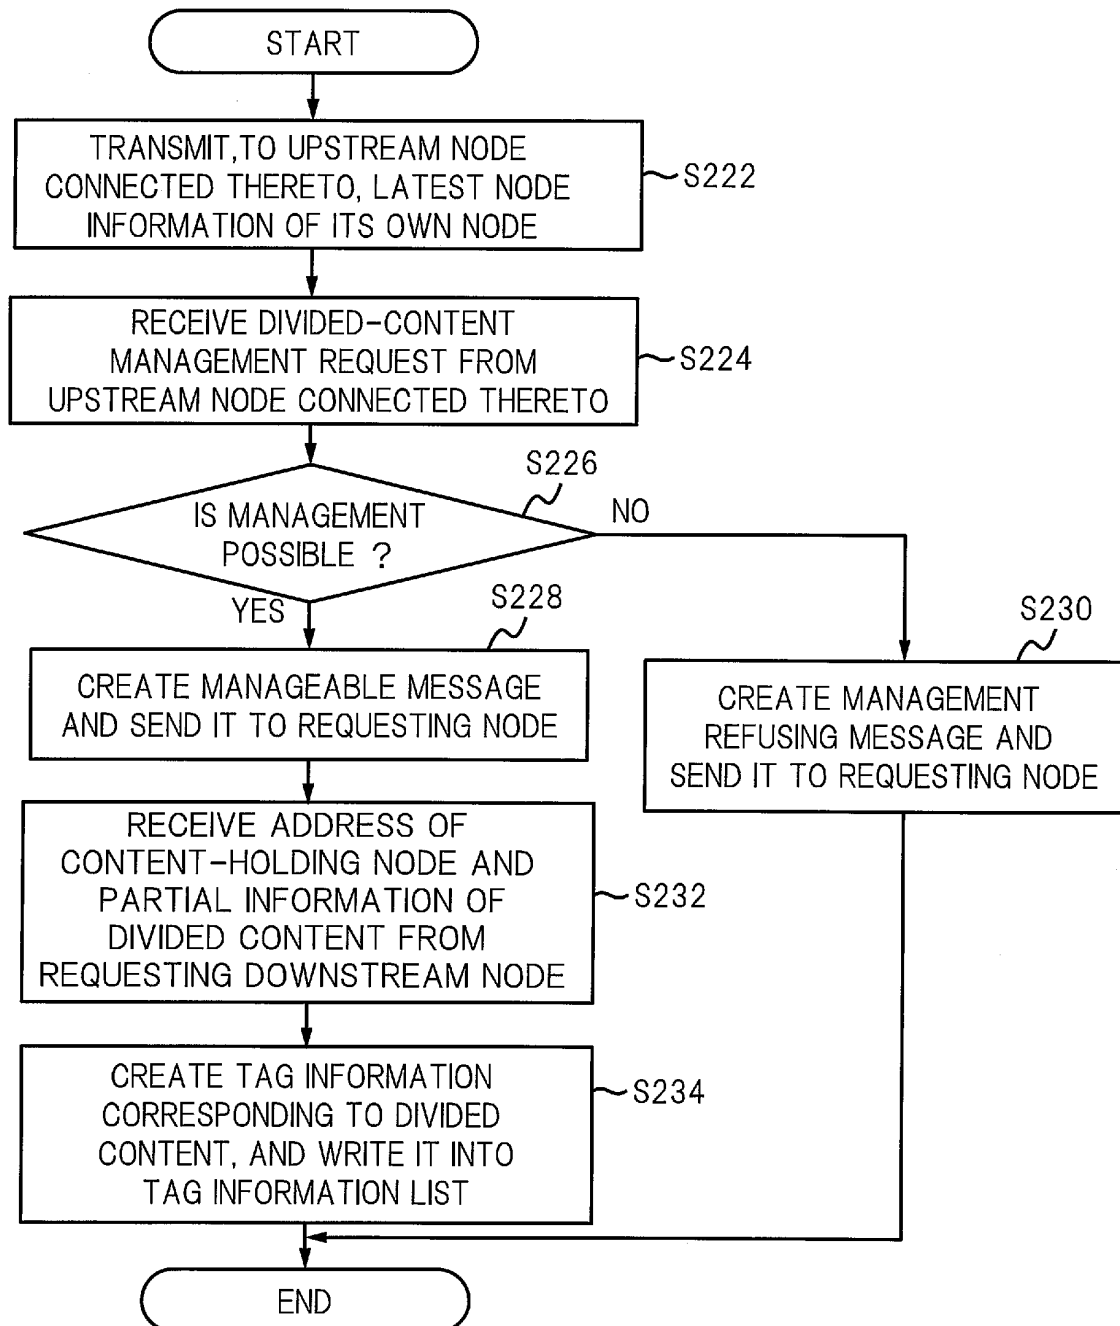 START
TRANSMIT, TO UPSTREAM NODE
CONNECTED THERETO, LATEST NODE
INFORMATION OF ITS OWN NODE
S222
RECEIVE DIVIDED-CONTENT
MANAGEMENT REQUEST FROM
UPSTREAM NODE CONNECTED THERETO
S224
S226
IS MANAGEMENT
POSSIBLE ?
NO
YES
S228
CREATE MANAGEABLE MESSAGE
AND SEND IT TO REQUESTING NODE
S230
CREATE MANAGEMENT
REFUSING MESSAGE AND
SEND IT TO REQUESTING NODE
RECEIVE ADDRESS OF
CONTENT-HOLDING NODE AND
PARTIAL INFORMATION OF
DIVIDED CONTENT FROM
REQUESTING DOWNSTREAM NODE
S232
CREATE TAG INFORMATION
CORRESPONDING TO DIVIDED
CONTENT, AND WRITE IT INTO
TAG INFORMATION LIST
S234
END